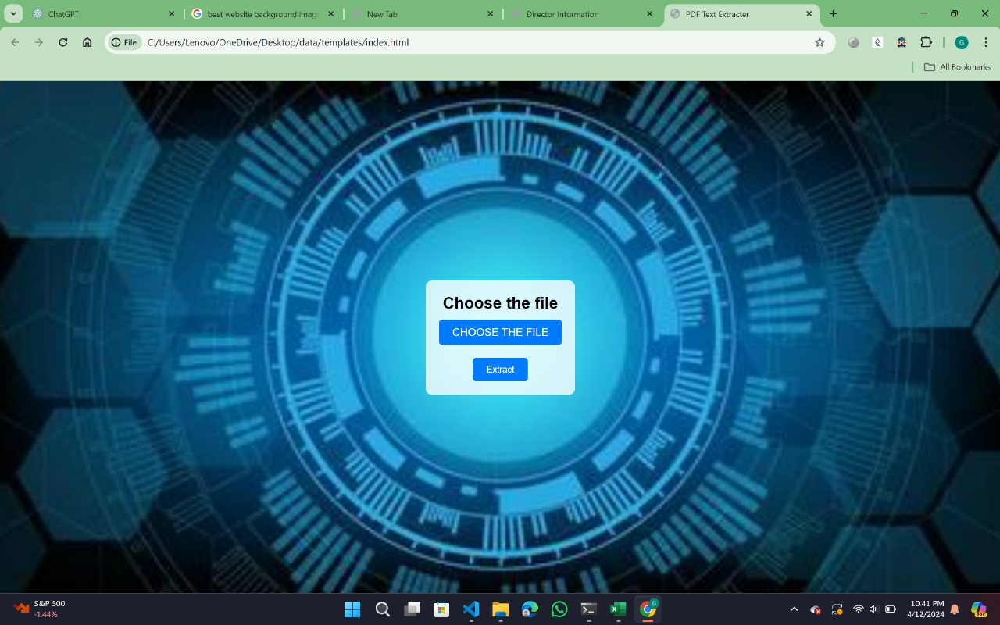 ChatGPT
best website background imag
New Tab
Director Information
PDF Text Extracter
File
C:/Users/Lenovo/OneDrive/Desktop/data/templates/index.html
G
All Bookmarks
Choose the file
CHOOSE THE FILE
Extract
S&P 500
-1.44%
G
10:41 PM
4/12/2024
PRE